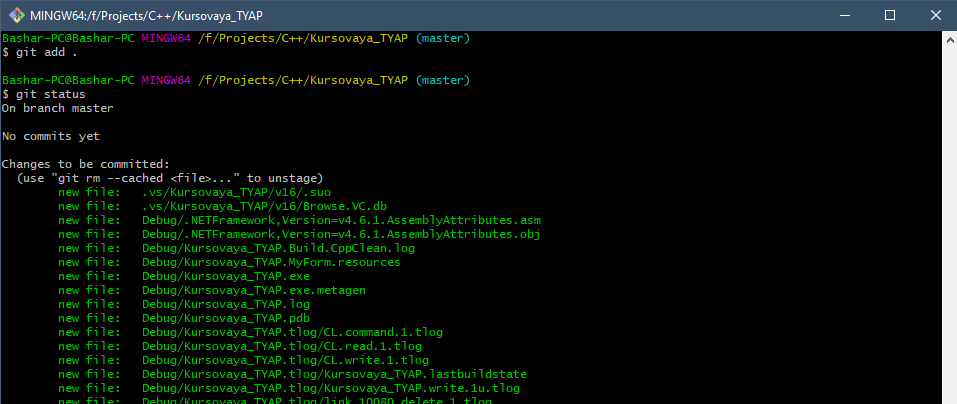 MINGW64:/f/Projects/C++/Kursovaya_TYAP
Bashar-PC@Bashar-PC MINGW64 /f/Projects/C++/Kursovaya_TYAP (master)
$ git add .
Bashar-PC@Bashar-PC MINGW64 /f/Projects/C++/Kursovaya_TYAP (master)
$ git status
On branch master
No commits yet
Changes to be committed:
(use "git rm --cached <file>..." to unstage)
new file: .vs/Kursovaya_TYAP/v16/.suo
new file: .vs/Kursovaya_TYAP/v16/Browse.VC.db
new file: Debug/.NETFramework,Version=v4.6.1.AssemblyAttributes.asm
new file: Debug/.NETFramework,Version=v4.6.1.AssemblyAttributes.obj
new file: Debug/Kursovaya_TYAP.Build.CppClean.log
new file: Debug/Kursovaya_TYAP.MyForm.resources
new file: Debug/Kursovaya_TYAP.exe
new file: Debug/Kursovaya_TYAP.exe.metagen
new file: Debug/Kursovaya_TYAP.log
new file: Debug/Kursovaya_TYAP.pdb
new file: Debug/Kursovaya_TYAP.tlog/CL.command.1.tlog
new file: Debug/Kursovaya_TYAP.tlog/CL.read.1.tlog
new file: Debug/Kursovaya_TYAP.tlog/CL.write.1.tlog
new file: Debug/Kursovaya_TYAP.tlog/Kursovaya_TYAP.lastbuildstate
new file: Debug/Kursovaya_TYAP.tlog/Kursovaya_TYAP.write.1u.tlog
new file: Debug/Kursovaya_TYAP.tlog/link.10080.delete.1.tlog